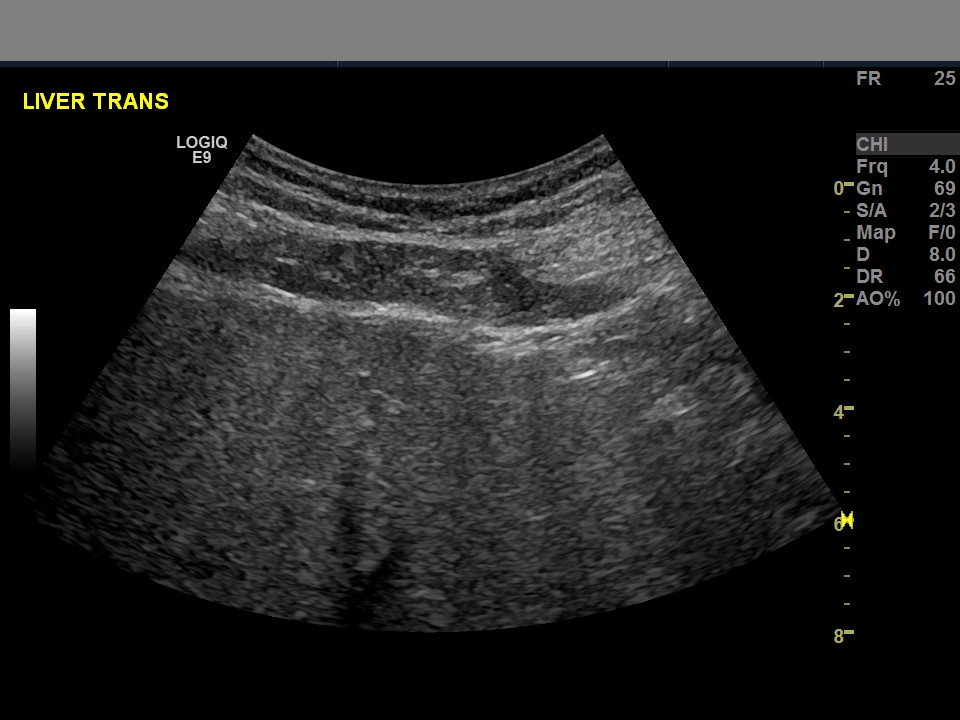 LIVER TRANS
LOGIQ
E9
FR 25
CHI
Frq 4.0
Gn 69
S/A 2/3
Map F/0
D 8.0
DR 66
AO% 100
0
2
4
6
8